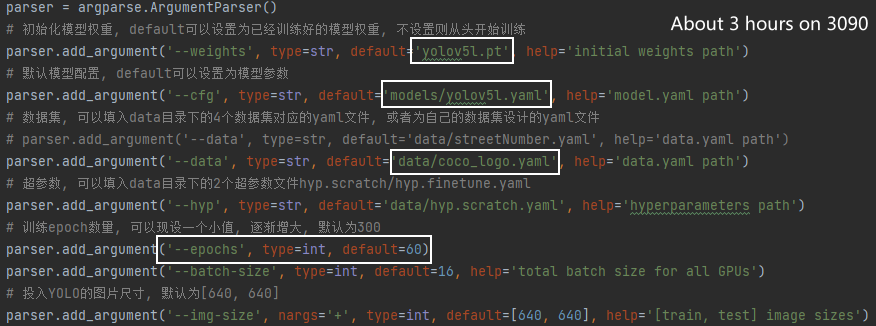 parser = argparse.ArgumentParser()
# 初始化模型权重, default可以设置为已经训练好的模型权重, 不设置则从头开始训练
About 3 hours on 3090
parser.add_argument('--weights', type=str, default='yolov5l.pt', help='initial weights path')
# 默认模型配置, default可以设置为模型参数
parser.add_argument('--cfg', type=str, default='models/yolov5l.yaml', help='model.yaml path')
# 数据集, 可以填入data目录下的4个数据集对应的yaml文件, 或者为自己的数据集设计的yaml文件
# parser.add_argument('--data', type=str, default='data/streetNumber.yaml', help='data.yaml path')
parser.add_argument('--data', type=str, default='data/coco_logo.yaml', help='data.yaml path')
# 超参数, 可以填入data目录下的2个超参数文件hyp.scratch/hyp.finetune.yaml
parser.add_argument('--hyp', type=str, default='data/hyp.scratch.yaml', help='hyperparameters path')
# 训练epoch数量, 可以现设一个小值, 逐渐增大, 默认为300
parser.add_argument('--epochs', type=int, default=60)
parser.add_argument('--batch-size', type=int, default=16, help='total batch size for all GPUs')
# 投入YOLO的图片尺寸, 默认为[640, 640]
parser.add_argument('--img-size', nargs='+', type=int, default=[640, 640], help='[train, test] image sizes')